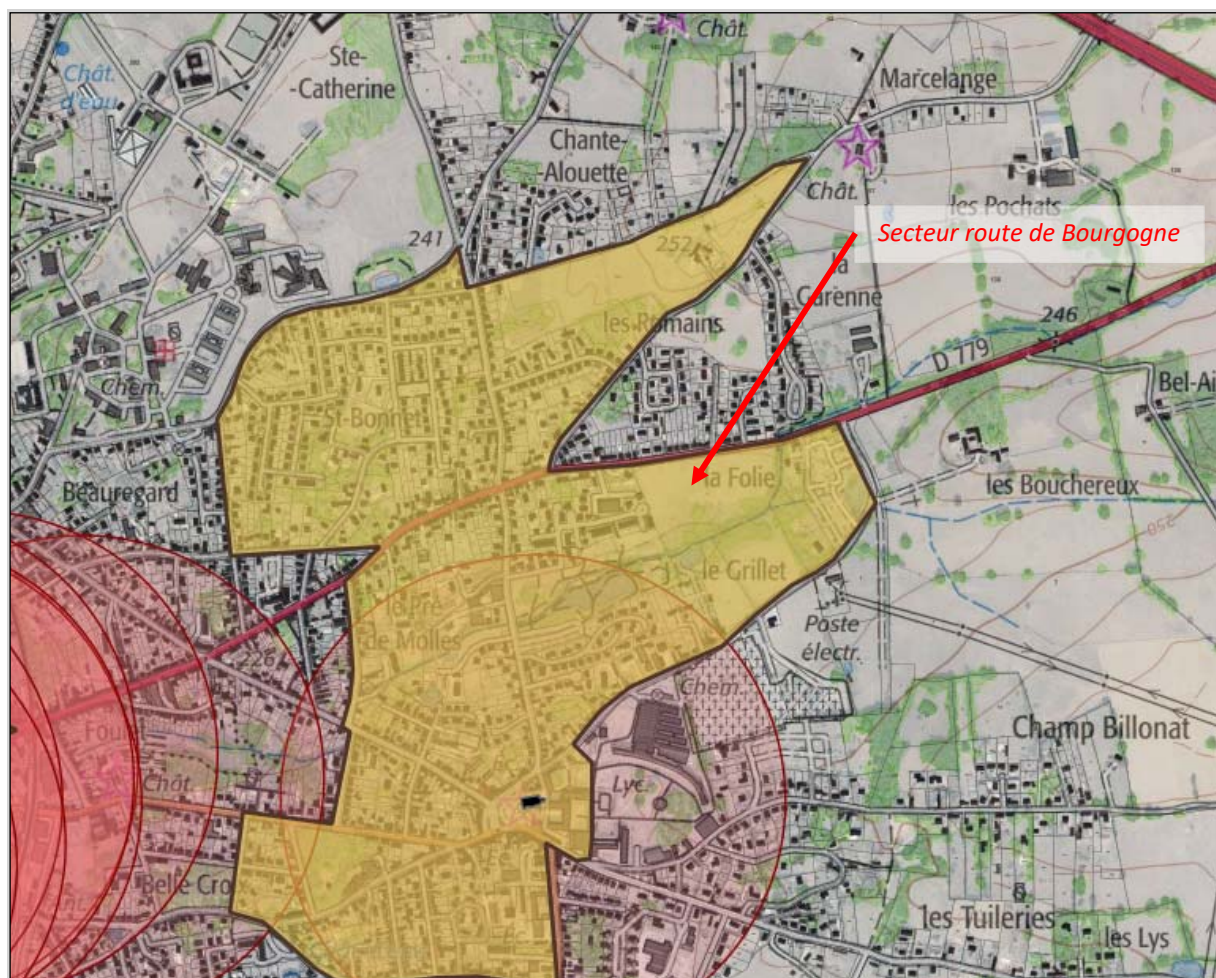 Chât.
Ste-
-Catherine
Chât.
d'eau
Marcelange
Chante-
-Alouette
Chât.
les Pochats
241
252
Secteur route de Bourgogne
la
Garenne
les Romains
246
D 779
Chem.
St-Bonnet
Bel-Ai
Beauregard
la Folie
les Bouchereux
250
le Grillet
le Pré
de Molles
Poste
électr.
226
Chem.
Champ Billonat
Chât.
Lyc.
Belle Croix
les Tuileries
les Lys